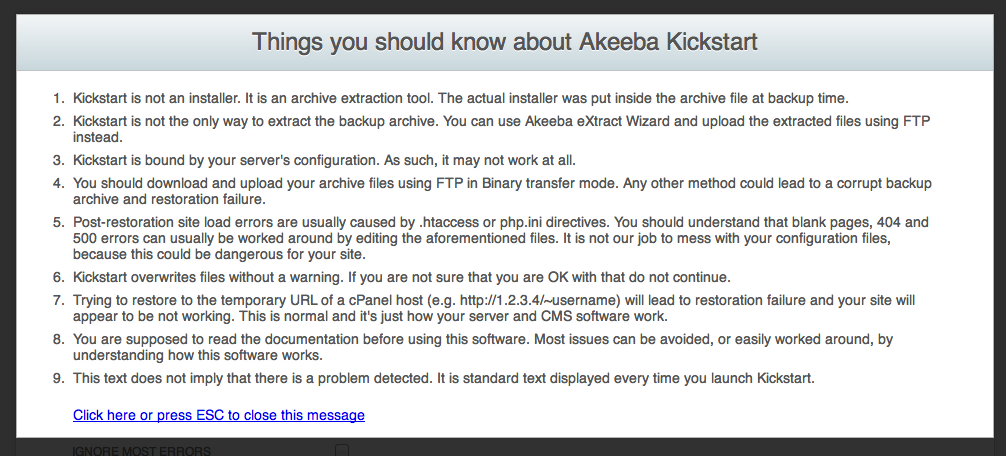 Things you should know about Akeeba Kickstart
1. Kickstart is not an installer. It is an archive extraction tool. The actual installer was put inside the archive file at backup time.
2. Kickstart is not the only way to extract the backup archive. You can use Akeeba eXtract Wizard and upload the extracted files using FTP
instead.
3. Kickstart is bound by your server's configuration. As such, it may not work at all.
4. You should download and upload your archive files using FTP in Binary transfer mode. Any other method could lead to a corrupt backup
archive and restoration failure.
5. Post-restoration site load errors are usually caused by .htaccess or php.ini directives. You should understand that blank pages, 404 and
500 errors can usually be worked around by editing the aforementioned files. It is not our job to mess with your configuration files,
because this could be dangerous for your site.
6. Kickstart overwrites files without a warning. If you are not sure that you are OK with that do not continue.
7. Trying to restore to the temporary URL of a cPanel host (e.g. http://1.2.3.4/~username) will lead to restoration failure and your site will
appear to be not working. This is normal and it's just how your server and CMS software work.
8. You are supposed to read the documentation before using this software. Most issues can be avoided, or easily worked around, by
understanding how this software works.
9. This text does not imply that there is a problem detected. It is standard text displayed every time you launch Kickstart.
Click here or press ESC to close this message
IGNORE MOST ERRORS